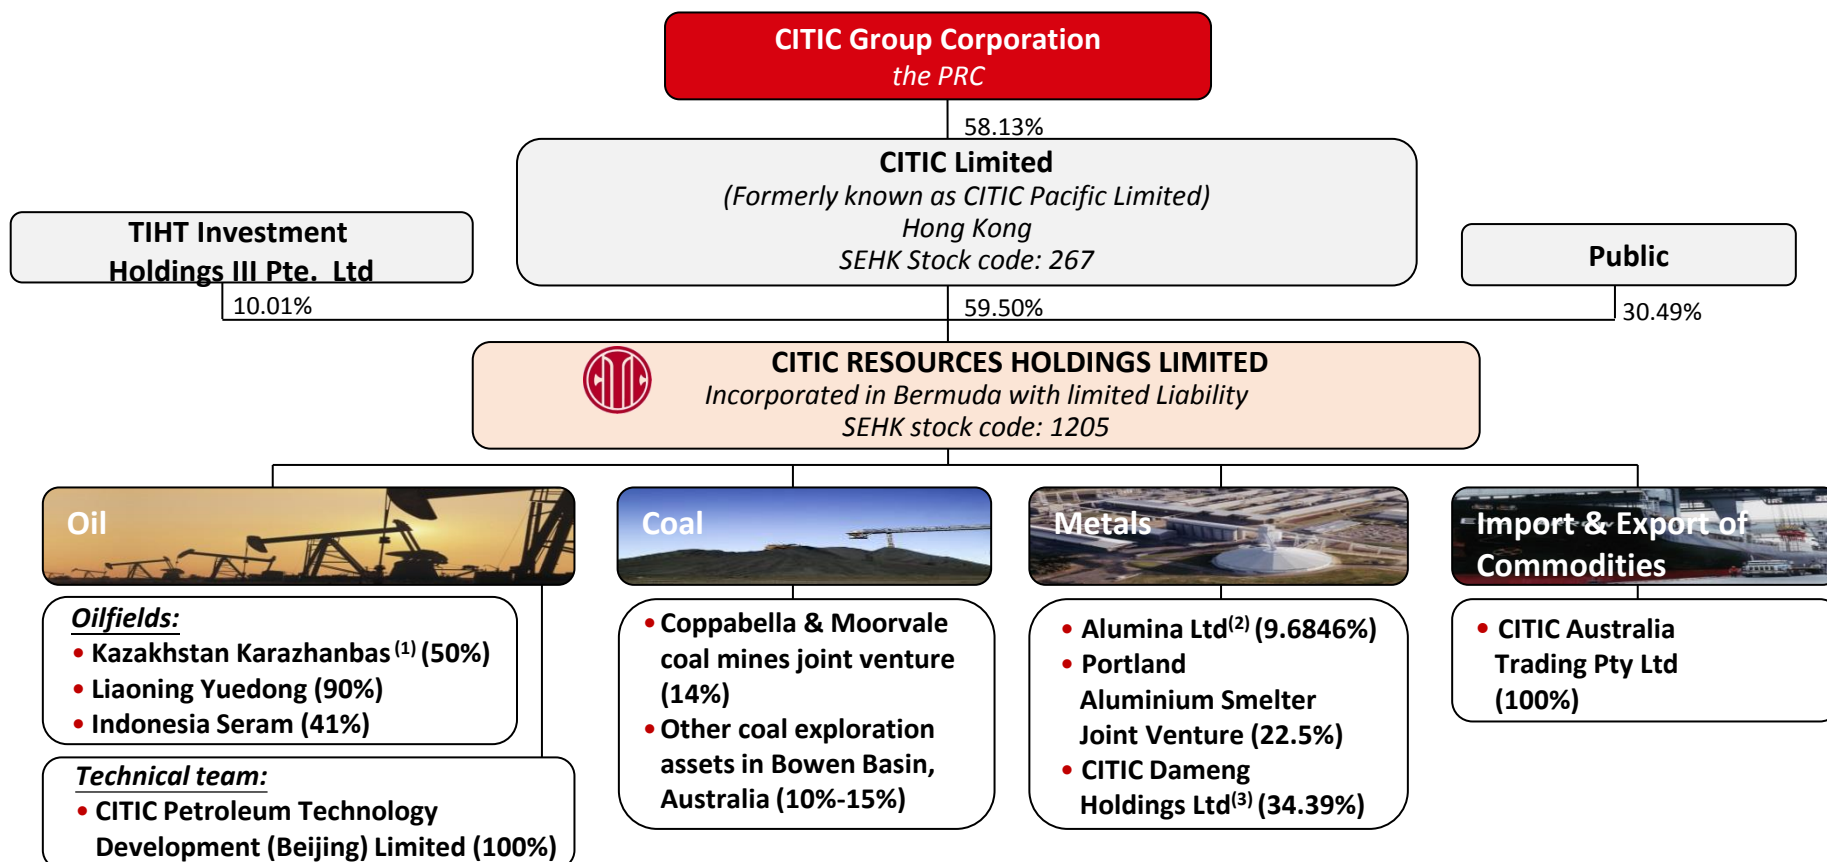 CITIC Group Corporation
the PRC
58.13%
CITIC Limited
(Formerly known as CITIC Pacific Limited)
Hong Kong
SEHK Stock code: 267
TIHT Investment
Holdings III Pte.  Ltd
Public
10.01%
59.50%
30.49%
CITIC RESOURCES HOLDINGS LIMITED
Incorporated in Bermuda with limited Liability
SEHK stock code: 1205
Oil
Oilfields:
• Kazakhstan Karazhanbas (1) (50%)
• Liaoning Yuedong (90%)
• Indonesia Seram (41%)
Technical team:
• CITIC Petroleum Technology
Development (Beijing) Limited (100%)
Coal
• Coppabella & Moorvale
coal mines joint venture
(14%)
• Other coal exploration
assets in Bowen Basin,
Australia (10%-15%)
Metals
• Alumina Ltd(2) (9.6846%)
• Portland
Aluminium Smelter
Joint Venture (22.5%)
• CITIC Dameng
Holdings Ltd(3) (34.39%)
Import & Export of
Commodities
• CITIC Australia
Trading Pty Ltd
(100%)